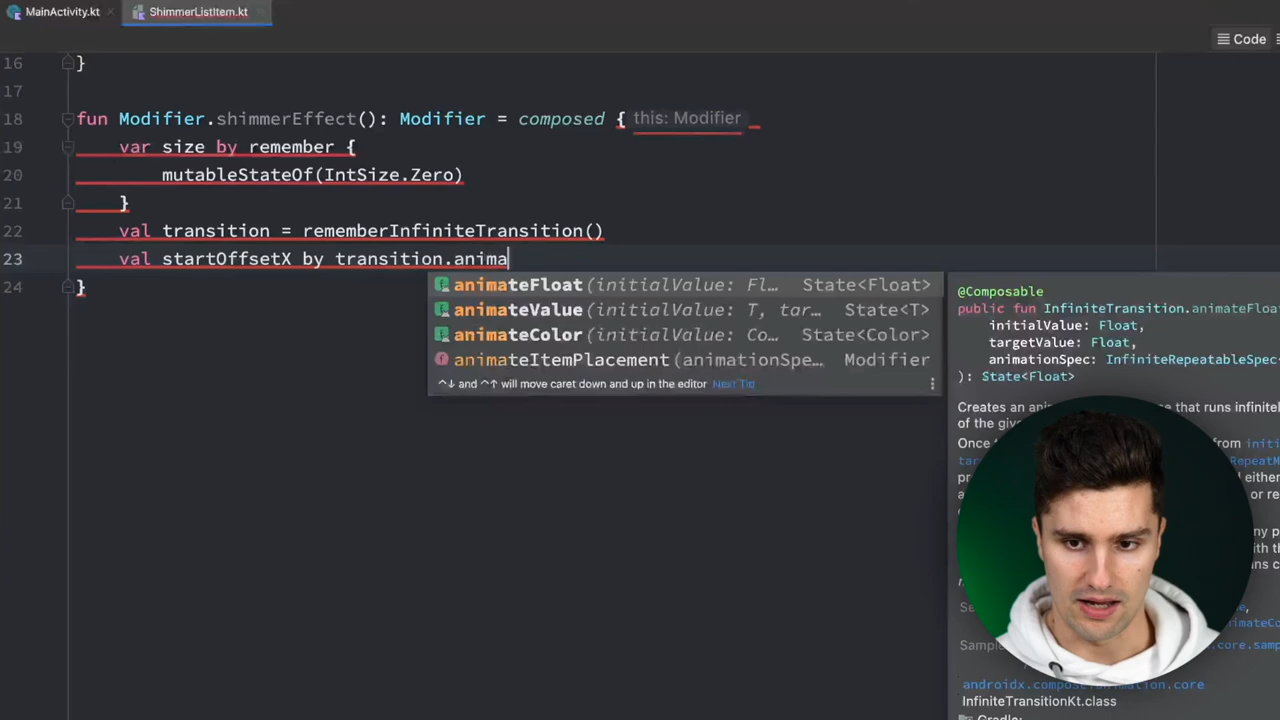 MainActivity.kt
ShimmerListItem.kt
Code
16 }
17
18 fun Modifier.shimmerEffect(): Modifier = composed { this: Modifier
19 var size by remember {
20 mutableStateOf(IntSize.Zero)
21 }
22 val transition = rememberInfiniteTransition()
23 val startOffsetX by transition.anima
24 }
animateFloat(initialValue: Fl… State<Float>
animateValue(initialValue: T, tar… State<T>
animateColor(initialValue: Co… State<Color>
animateItemPlacement(animationSpe… Modifier
^↓ and ^↑ will move caret down and up in the editor Next Tip
@Composable
public fun InfiniteTransition.animateFloa
initialValue: Float,
targetValue: Float,
animationSpec: InfiniteRepeatableSpec
): State<Float>
Creates an
that runs infinitel
of the
Once
from
androidx.compose.animation.core
InfiniteTransitionKt.class
Gradle: